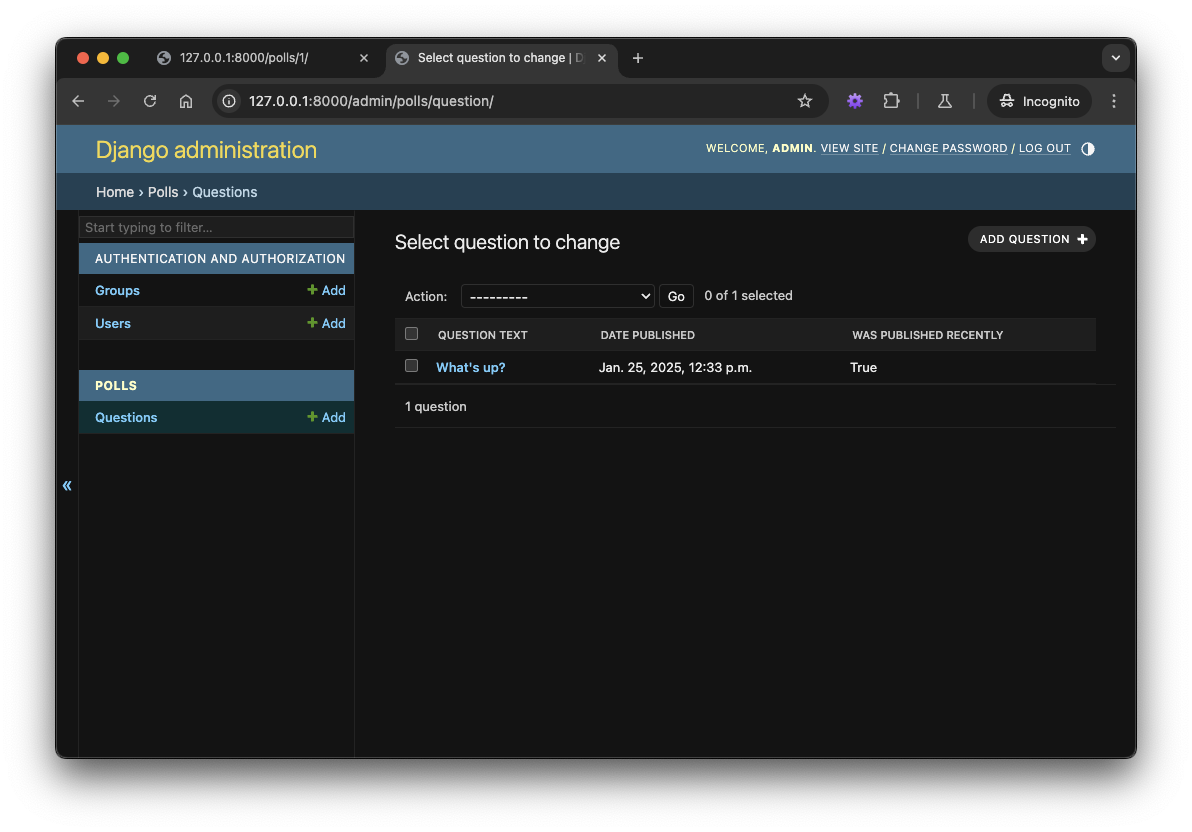 127.0.0.1:8000/polls/1/
Select question to change | D
127.0.0.1:8000/admin/polls/question/
Incognito
Django administration
WELCOME, ADMIN. VIEW SITE / CHANGE PASSWORD / LOG OUT
Home › Polls › Questions
Start typing to filter...
AUTHENTICATION AND AUTHORIZATION
Groups + Add
Users + Add
POLLS
Questions + Add
«
Select question to change
ADD QUESTION +
Action: --------- Go 0 of 1 selected
QUESTION TEXT DATE PUBLISHED WAS PUBLISHED RECENTLY
What's up? Jan. 25, 2025, 12:33 p.m. True
1 question